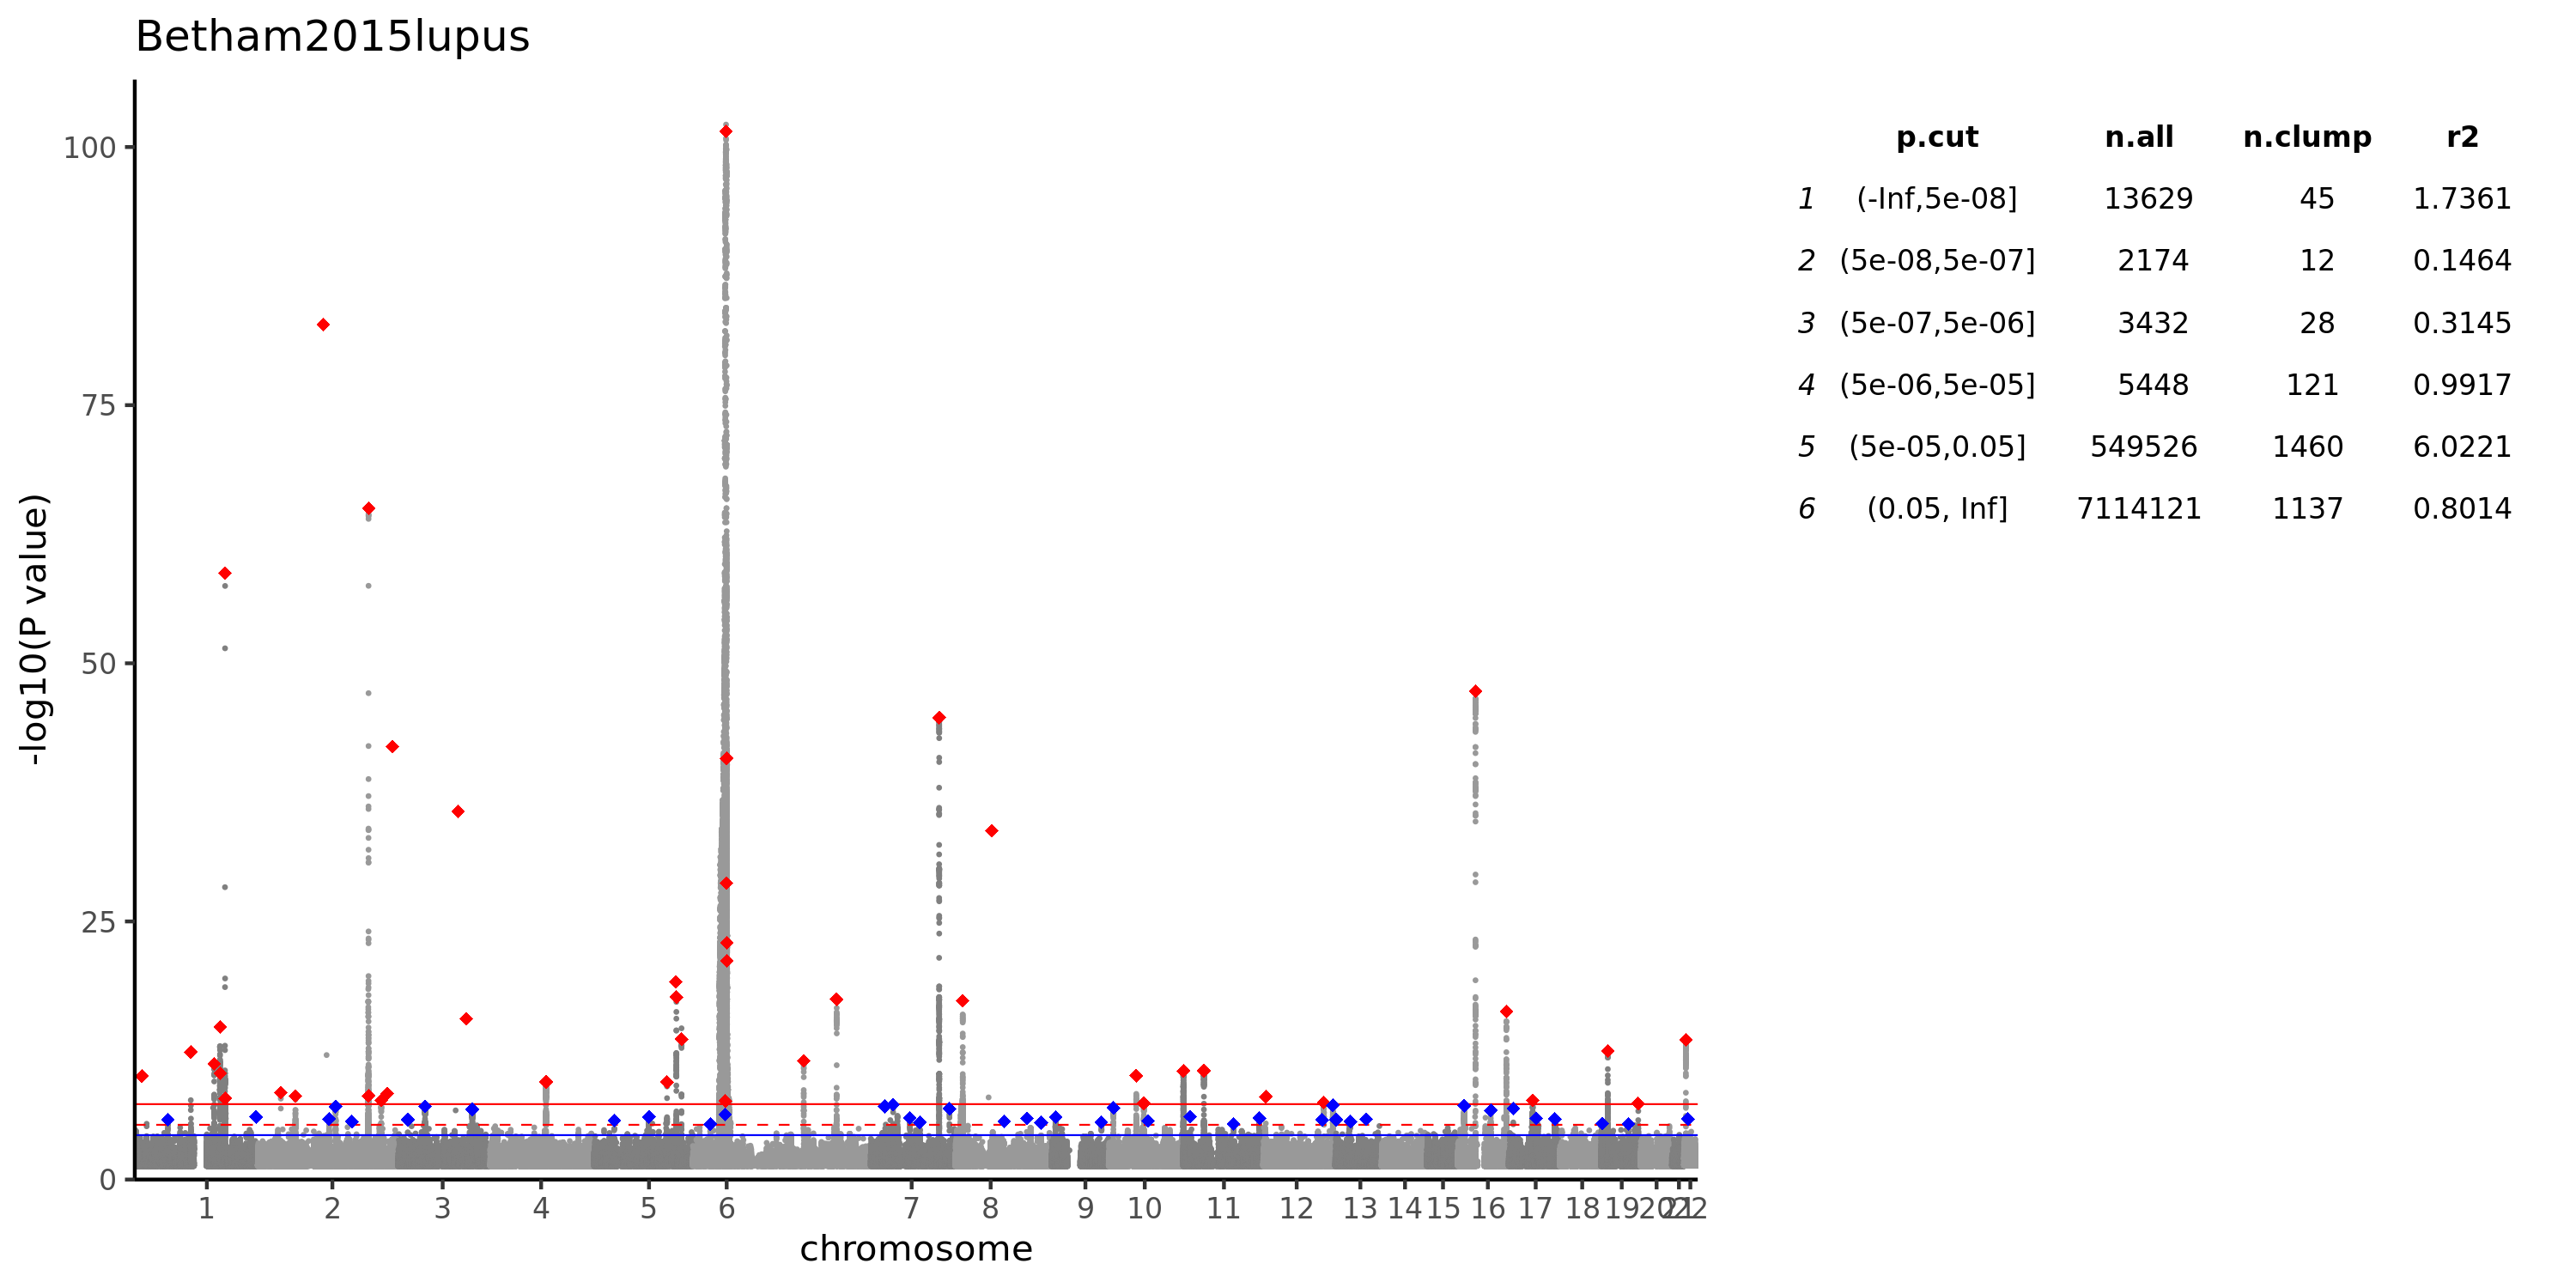 Betham2015lupus
-log10(P value)
100
75
50
25
0
1 2 3 4 5 6 7 8 9 10 11 12 13 14 15 16 17 18 19 20 21 22
chromosome
p.cut n.all n.clump r2
1 (-Inf,5e-08] 13629 45 1.7361
2 (5e-08,5e-07] 2174 12 0.1464
3 (5e-07,5e-06] 3432 28 0.3145
4 (5e-06,5e-05] 5448 121 0.9917
5 (5e-05,0.05] 549526 1460 6.0221
6 (0.05, Inf] 7114121 1137 0.8014